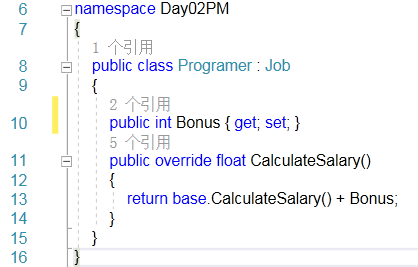 6 namespace Day02PM
7 {
1 个引用
8 public class Programer : Job
9 {
2 个引用
10 public int Bonus { get; set; }
5 个引用
11 public override float CalculateSalary()
12 {
13 return base.CalculateSalary() + Bonus;
14 }
15 }
16 }